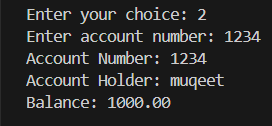 Enter your choice: 2
Enter account number: 1234
Account Number: 1234
Account Holder: muqeet
Balance: 1000.00